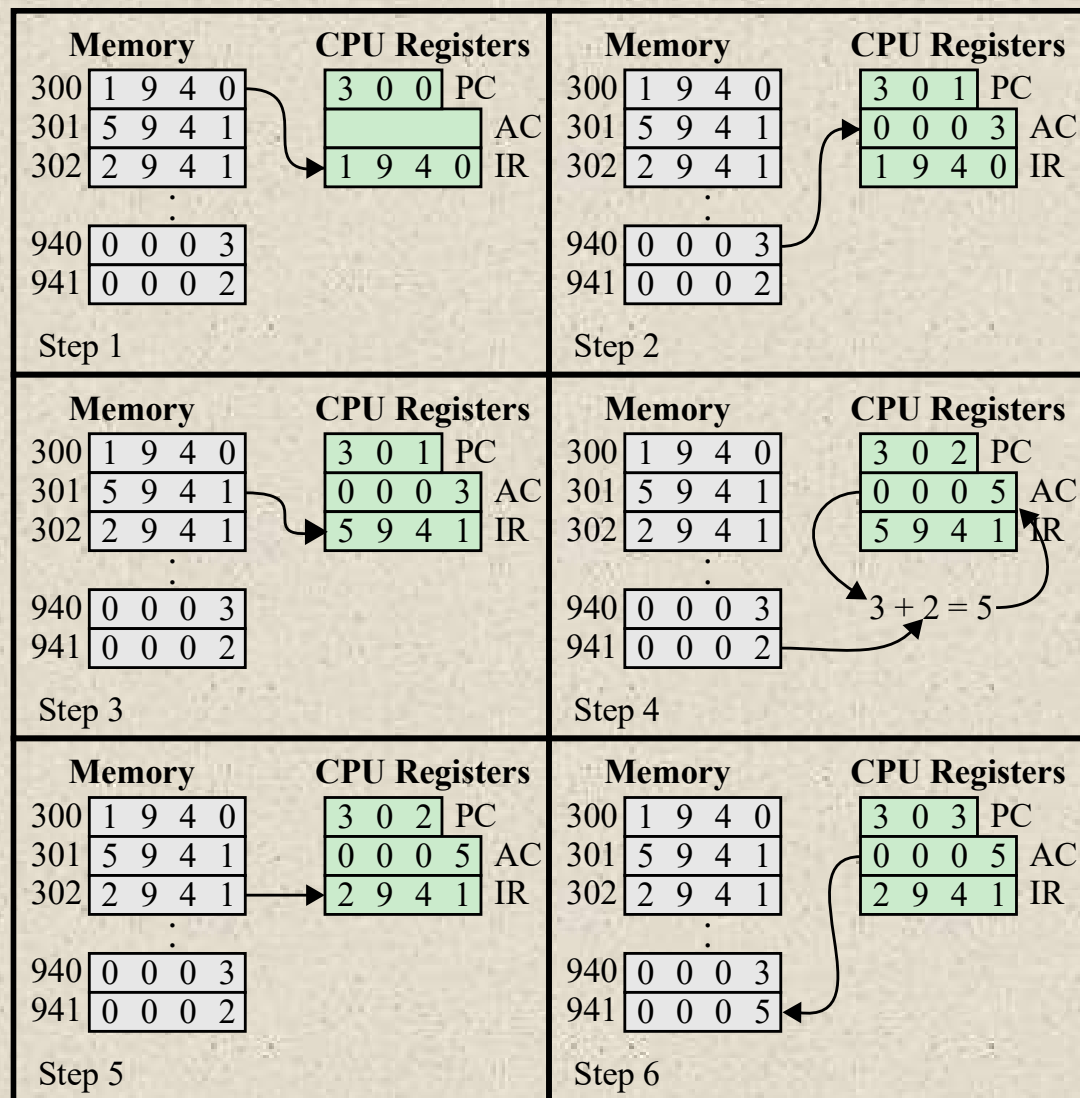 Memory CPU Registers
300 1 9 4 0 3 0 0 PC
301 5 9 4 1 AC
302 2 9 4 1 1 9 4 0 IR
940 0 0 0 3
941 0 0 0 2
Step 1
Memory CPU Registers
300 1 9 4 0 3 0 1 PC
301 5 9 4 1 0 0 0 3 AC
302 2 9 4 1 1 9 4 0 IR
940 0 0 0 3
941 0 0 0 2
Step 2
Memory CPU Registers
300 1 9 4 0 3 0 1 PC
301 5 9 4 1 0 0 0 3 AC
302 2 9 4 1 5 9 4 1 IR
940 0 0 0 3
941 0 0 0 2
Step 3
Memory CPU Registers
300 1 9 4 0 3 0 2 PC
301 5 9 4 1 0 0 0 5 AC
302 2 9 4 1 5 9 4 1 IR
940 0 0 0 3 3 + 2 = 5
941 0 0 0 2
Step 4
Memory CPU Registers
300 1 9 4 0 3 0 2 PC
301 5 9 4 1 0 0 0 5 AC
302 2 9 4 1 2 9 4 1 IR
940 0 0 0 3
941 0 0 0 2
Step 5
Memory CPU Registers
300 1 9 4 0 3 0 3 PC
301 5 9 4 1 0 0 0 5 AC
302 2 9 4 1 2 9 4 1 IR
940 0 0 0 3
941 0 0 0 5
Step 6